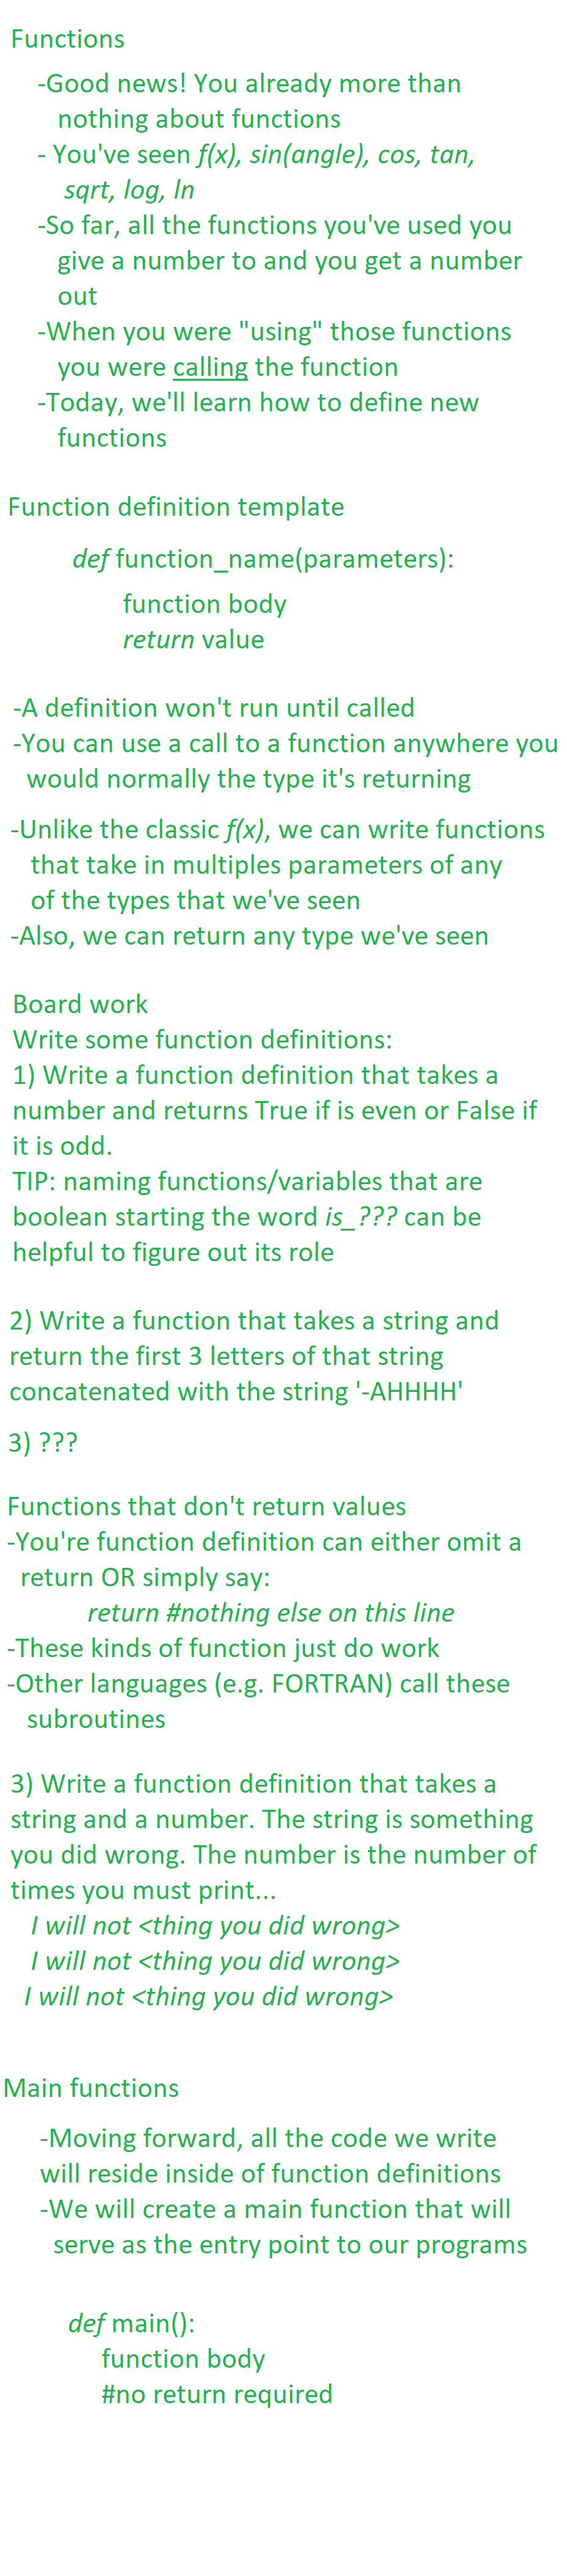 Functions
-Good news! You already more than
nothing about functions
- You've seen f(x), sin(angle), cos, tan,
sqrt, log, ln
-So far, all the functions you've used you
give a number to and you get a number
out
-When you were "using" those functions
you were calling the function
-Today, we'll learn how to define new
functions
Function definition template
def function_name(parameters):
function body
return value
-A definition won't run until called
-You can use a call to a function anywhere you
would normally the type it's returning
-Unlike the classic f(x), we can write functions
that take in multiples parameters of any
of the types that we've seen
-Also, we can return any type we've seen
Board work
Write some function definitions:
1) Write a function definition that takes a
number and returns True if is even or False if
it is odd.
TIP: naming functions/variables that are
boolean starting the word is_??? can be
helpful to figure out its role
2) Write a function that takes a string and
return the first 3 letters of that string
concatenated with the string '-AHHHH'
3) ???
Functions that don't return values
-You're function definition can either omit a
return OR simply say:
return #nothing else on this line
-These kinds of function just do work
-Other languages (e.g. FORTRAN) call these
subroutines
3) Write a function definition that takes a
string and a number. The string is something
you did wrong. The number is the number of
times you must print...
I will not <thing you did wrong>
I will not <thing you did wrong>
I will not <thing you did wrong>
Main functions
-Moving forward, all the code we write
will reside inside of function definitions
-We will create a main function that will
serve as the entry point to our programs
def main():
function body
#no return required